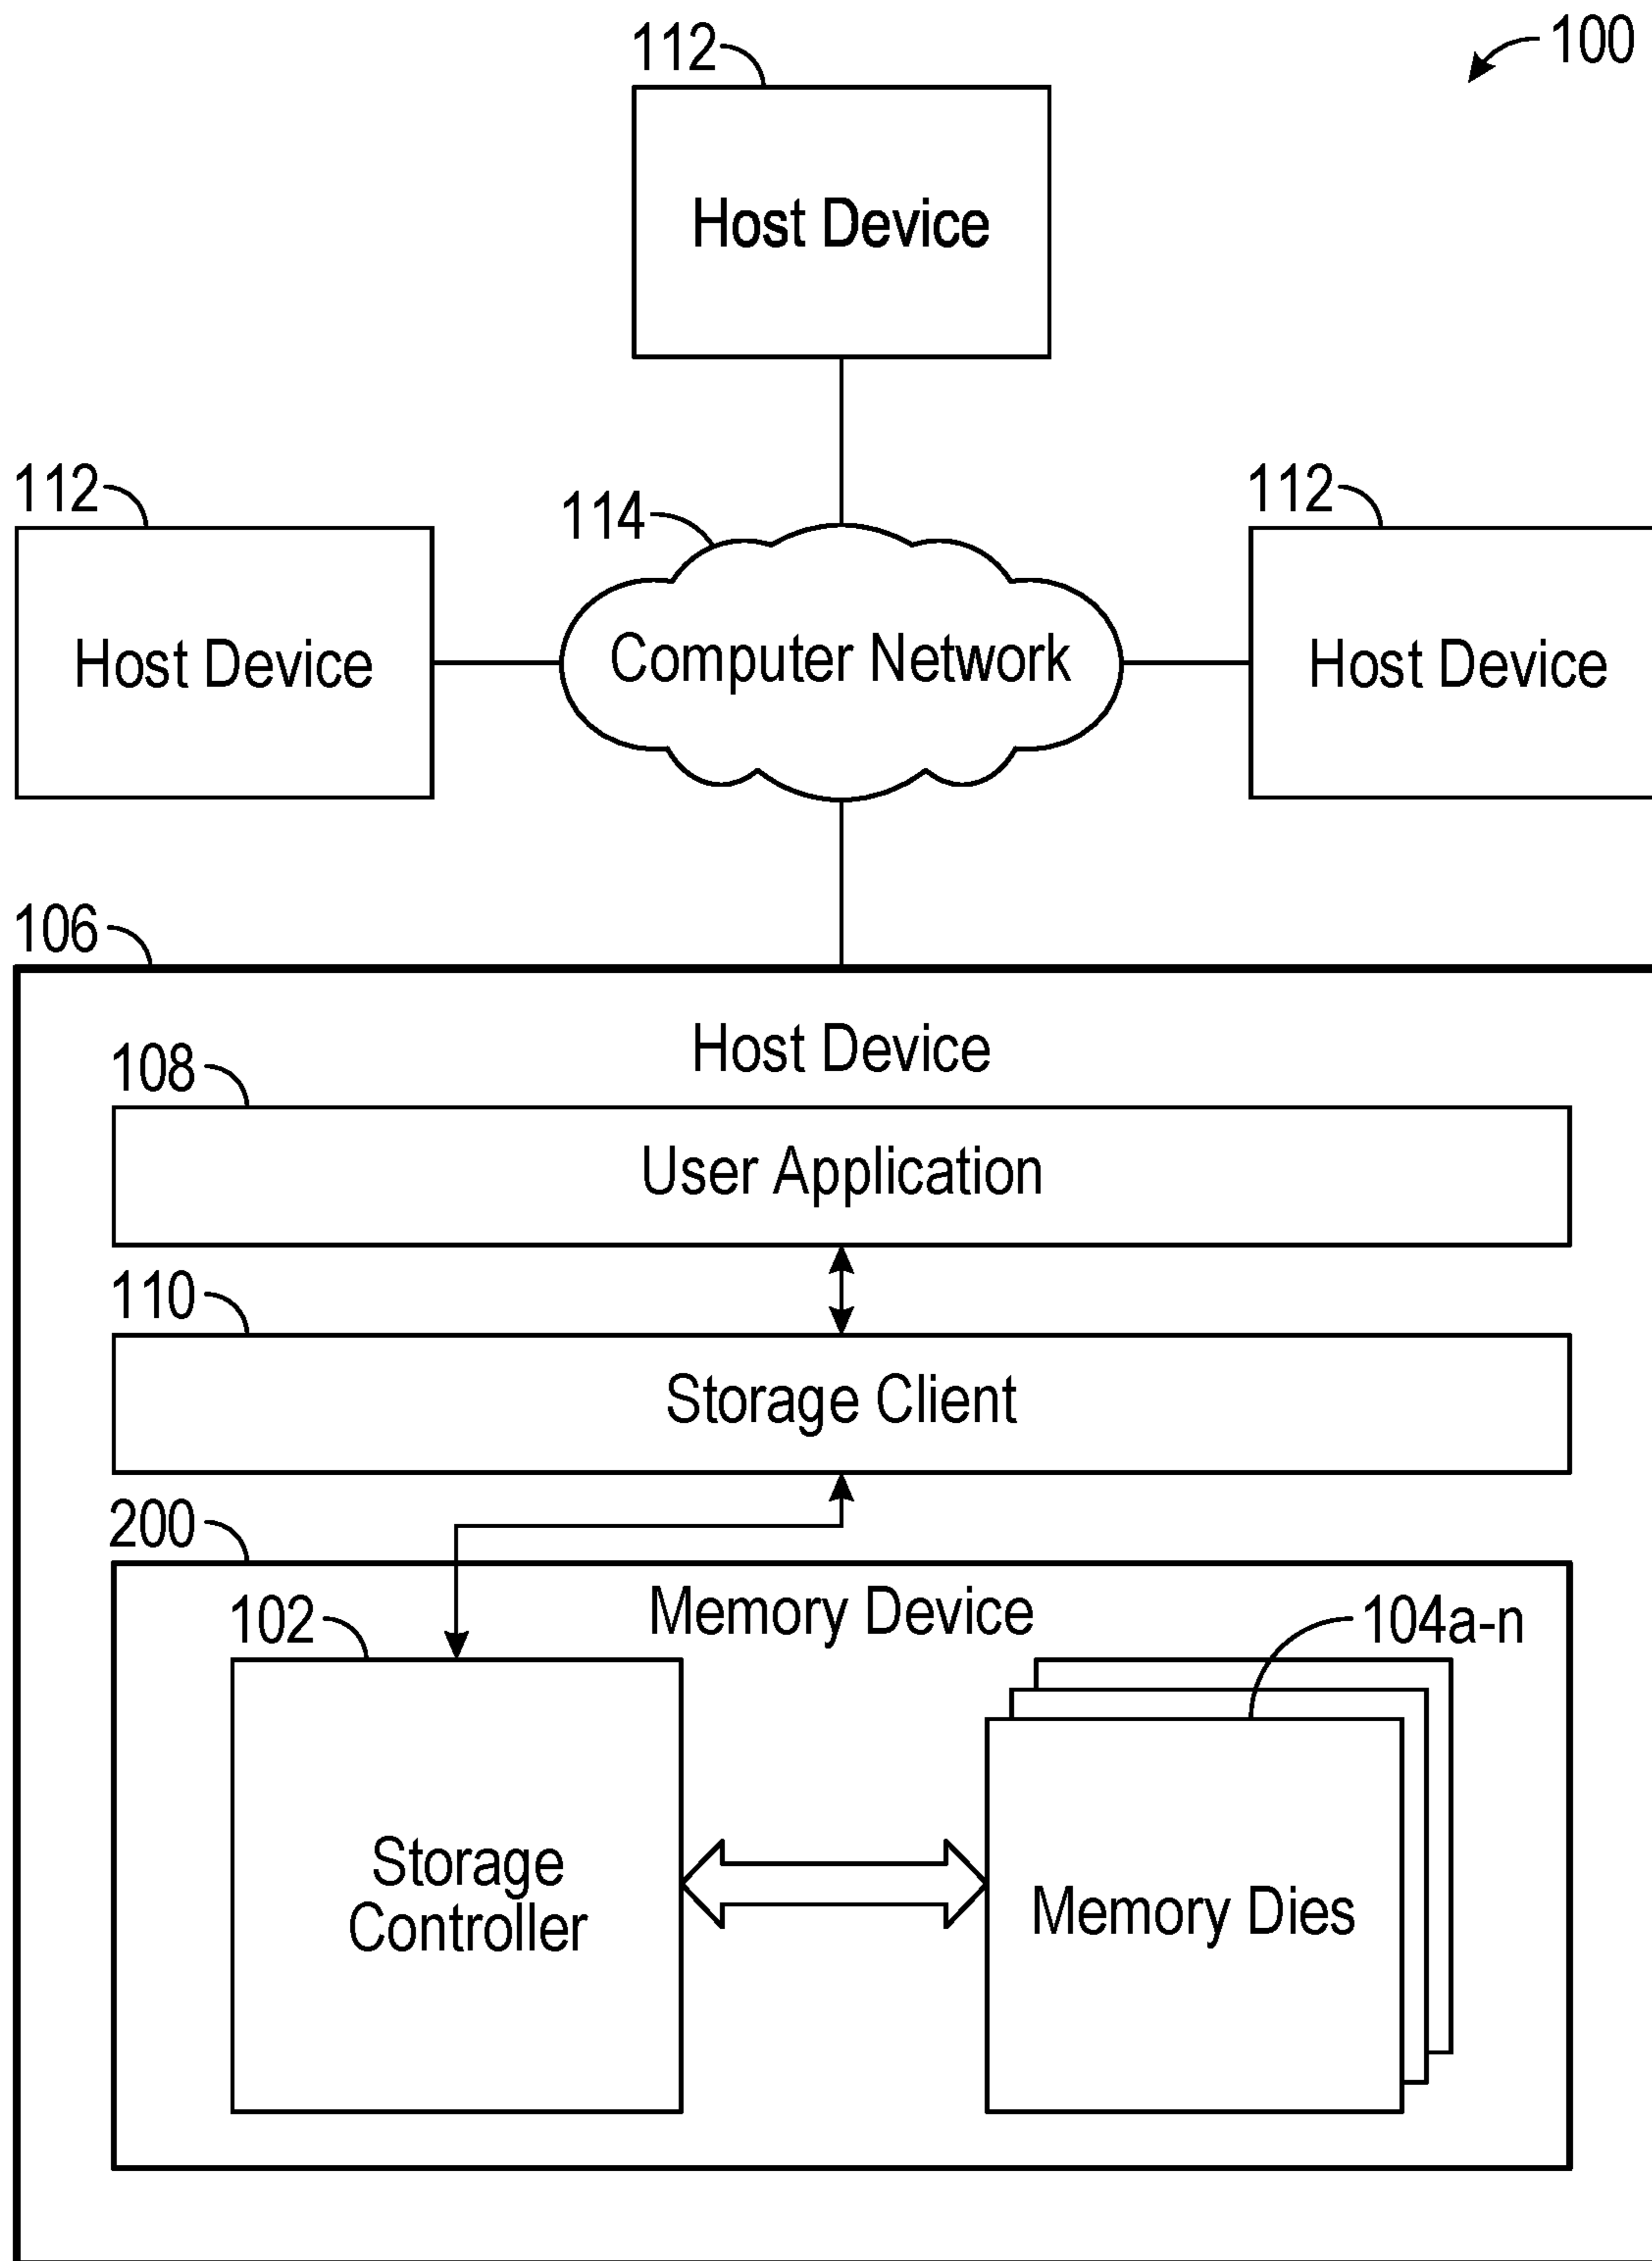 100
112
Host Device
112
114
112
Host Device
Computer Network
Host Device
106
Host Device
108
User Application
110
Storage Client
200
Memory Device
102
104a-n
Storage
Controller
Memory Dies